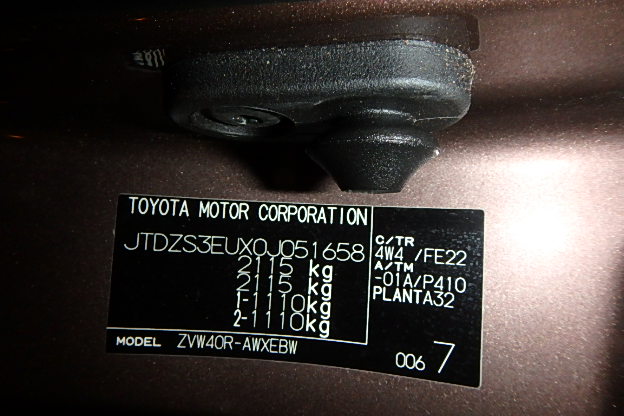 TOYOTA MOTOR CORPORATION
JTDZS3EUX0J051658
2115 kg
2115 kg
1-1110kg
2-1110kg
C/TR
4W4 /FE22
A/TM
-01A/P410
PLANTA32
MODEL ZVW40R-AWXEBW
006 7